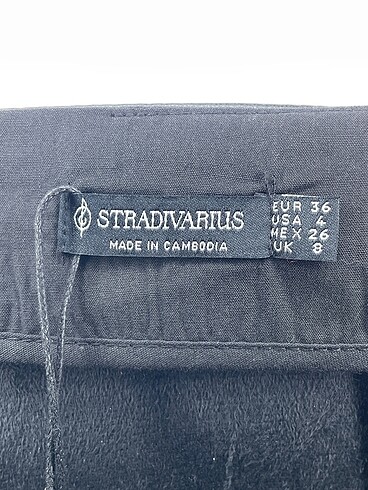 STRADIVARIUS
MADE IN CAMBODIA
EUR 36
USA 4
MEX 26
UK 8